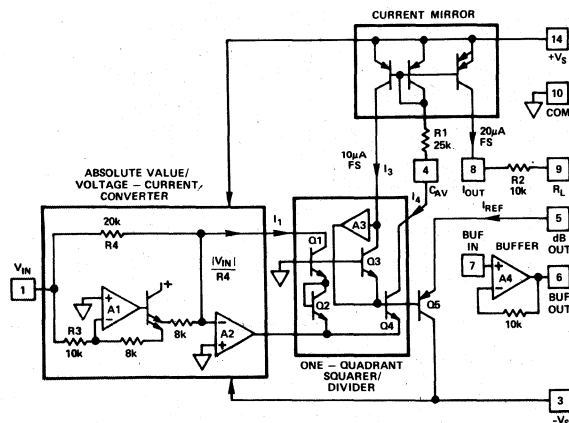 CURRENT MIRROR
14
+VS
10
COM
R1
25k
10µA
FS
I3
20µA
FS
4
CAV
I4
8
IOUT
R2
10k
9
RL
ABSOLUTE VALUE/
VOLTAGE – CURRENT
CONVERTER
20k
R4
I1
|VIN|
R4
VIN
1
A1
+
–
+
R3
10k
8k
8k
–
A2
+
A3
Q1
Q2
Q3
Q4
Q5
IREF
5
dB
OUT
BUF
IN
7
BUFFER
+
A4
–
10k
6
BUF
OUT
ONE – QUADRANT
SQUARER/
DIVIDER
3
–VS